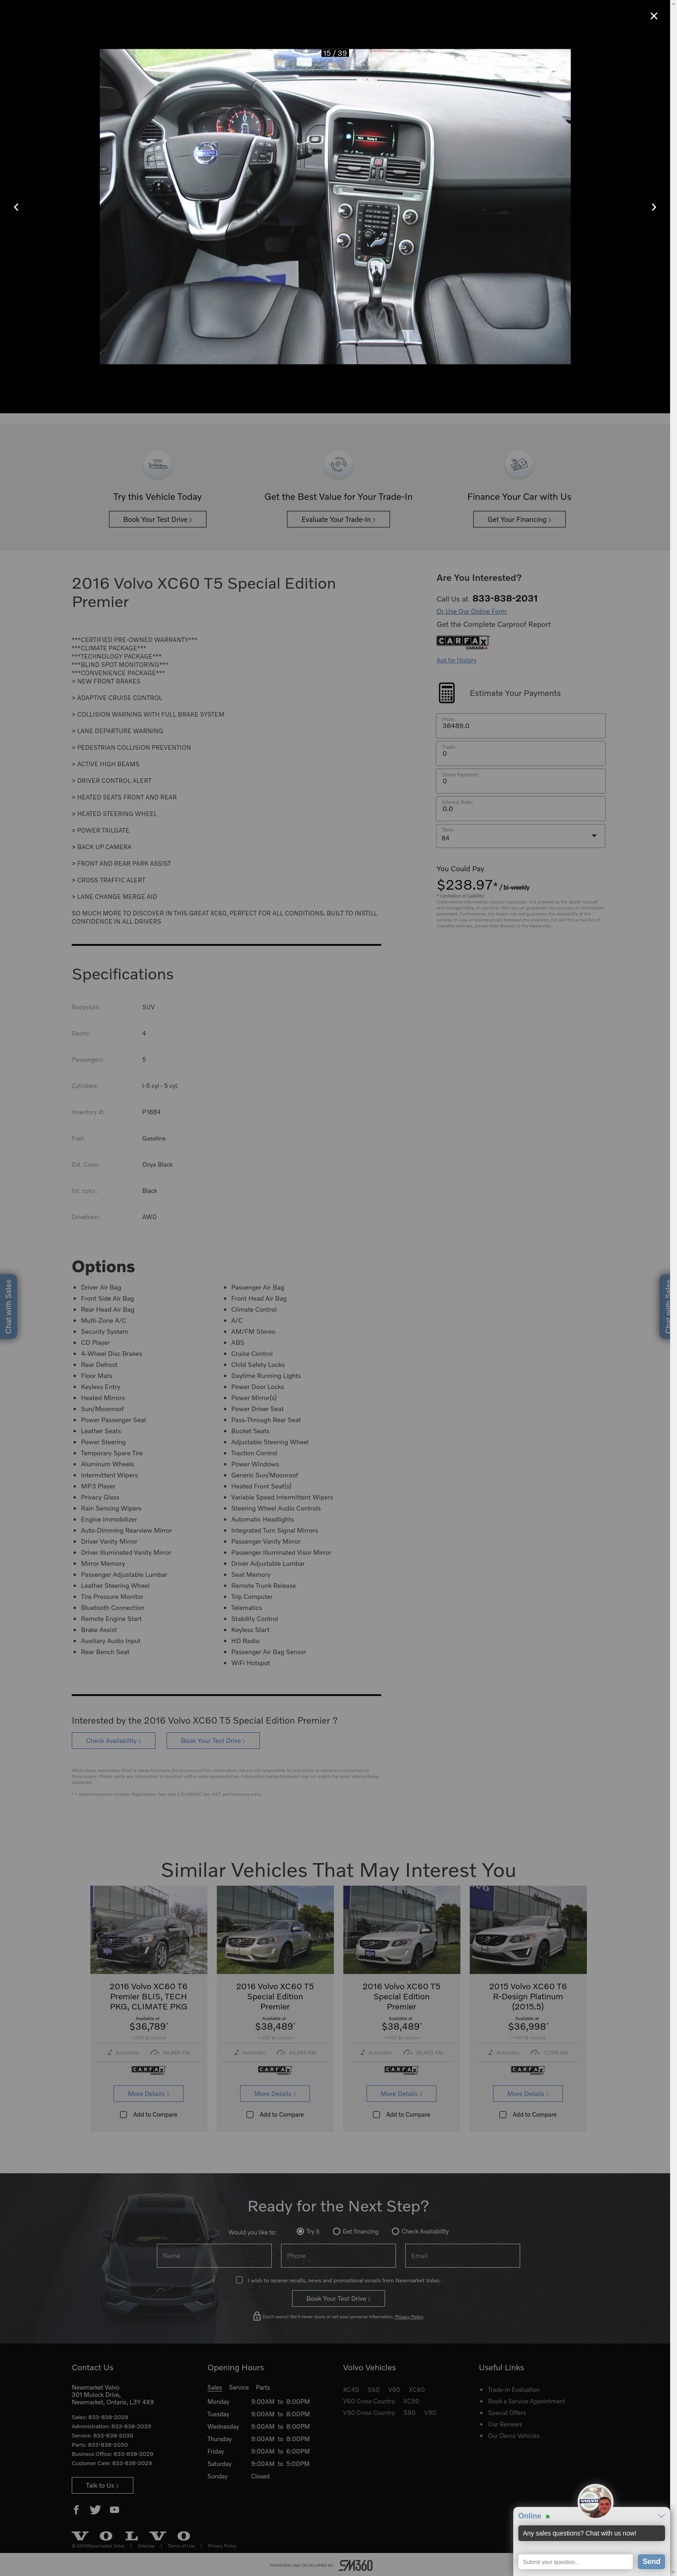 15 / 39
Try this Vehicle Today
Get the Best Value for Your Trade-In
Finance Your Car with Us
Book Your Test Drive
Evaluate Your Trade-In
Get Your Financing
2016 Volvo XC60 T5 Special Edition
Premier
***CERTIFIED PRE-OWNED WARRANTY***
***CLIMATE PACKAGE***
***TECHNOLOGY PACKAGE***
***BLIND SPOT MONITORING***
***CONVENIENCE PACKAGE***
> NEW FRONT BRAKES
> ADAPTIVE CRUISE CONTROL
> COLLISION WARNING WITH FULL BRAKE SYSTEM
> LANE DEPARTURE WARNING
> PEDESTRIAN COLLISION PREVENTION
> ACTIVE HIGH BEAMS
> DRIVER CONTROL ALERT
> HEATED SEATS FRONT AND REAR
> HEATED STEERING WHEEL
> POWER TAILGATE
> BACK UP CAMERA
> FRONT AND REAR PARK ASSIST
> CROSS TRAFFIC ALERT
> LANE CHANGE MERGE AID
SO MUCH MORE TO DISCOVER IN THIS GREAT XC60, PERFECT FOR ALL CONDITIONS. BUILT TO INSTILL
CONFIDENCE IN ALL DRIVERS
Are You Interested?
Call Us at 833-838-2031
Or Use Our Online Form
Get the Complete Carproof Report
CARFAX
CANADA
Ask for History
Estimate Your Payments
Price:
38489.0
Trade:
0
Down Payment:
0
Interest Rate:
0.0
Term
84
You Could Pay
$238.97* / bi-weekly
* Limitation of Liability:
Specifications
Bodystyle: SUV
Doors: 4
Passengers: 5
Cylinders: I-5 cyl - 5 cyl.
Inventory #: P1884
Fuel: Gasoline
Ext. Color: Onyx Black
Int. color: Black
Drivetrain: AWD
Chat with Sales
Chat with Sales
Options
Driver Air Bag
Front Side Air Bag
Rear Head Air Bag
Multi-Zone A/C
Security System
CD Player
4-Wheel Disc Brakes
Rear Defrost
Floor Mats
Keyless Entry
Heated Mirrors
Sun/Moonroof
Power Passenger Seat
Leather Seats
Power Steering
Temporary Spare Tire
Aluminum Wheels
Intermittent Wipers
MP3 Player
Privacy Glass
Rain Sensing Wipers
Engine Immobilizer
Auto-Dimming Rearview Mirror
Driver Vanity Mirror
Driver Illuminated Vanity Mirror
Mirror Memory
Passenger Adjustable Lumbar
Leather Steering Wheel
Tire Pressure Monitor
Bluetooth Connection
Remote Engine Start
Brake Assist
Auxiliary Audio Input
Rear Bench Seat
Passenger Air Bag
Front Head Air Bag
Climate Control
A/C
AM/FM Stereo
ABS
Cruise Control
Child Safety Locks
Daytime Running Lights
Power Door Locks
Power Mirror(s)
Power Driver Seat
Pass-Through Rear Seat
Bucket Seats
Adjustable Steering Wheel
Traction Control
Power Windows
Generic Sun/Moonroof
Heated Front Seat(s)
Variable Speed Intermittent Wipers
Steering Wheel Audio Controls
Automatic Headlights
Integrated Turn Signal Mirrors
Passenger Vanity Mirror
Passenger Illuminated Visor Mirror
Driver Adjustable Lumbar
Seat Memory
Remote Trunk Release
Trip Computer
Telematics
Stability Control
Keyless Start
HD Radio
Passenger Air Bag Sensor
WiFi Hotspot
Interested by the 2016 Volvo XC60 T5 Special Edition Premier ?
Check Availability
Book Your Test Drive
Similar Vehicles That May Interest You
2016 Volvo XC60 T6
Premier BLIS, TECH
PKG, CLIMATE PKG
Available at
$36,789*
+ HST & Licence
Automatic
CARFAX
More Details
Add to Compare
2016 Volvo XC60 T5
Special Edition
Premier
Available at
$38,489*
+ HST & Licence
Automatic
CARFAX
More Details
Add to Compare
2016 Volvo XC60 T5
Special Edition
Premier
Available at
$38,489*
+ HST & Licence
Automatic
CARFAX
More Details
Add to Compare
2015 Volvo XC60 T6
R-Design Platinum
(2015.5)
Available at
$36,998*
+ HST & Licence
Automatic
CARFAX
More Details
Add to Compare
Ready for the Next Step?
Would you like to: Try it Get financing Check Availability
Name
Phone
Email
I wish to receive recalls, news and promotional emails from Newmarket Volvo.
Book Your Test Drive
Don't worry! We'll never share or sell your personal information. Privacy Policy
Contact Us
Newmarket Volvo
301 Mulock Drive,
Newmarket, Ontario, L3Y 4X9
Sales: 833-838-2029
Administration: 833-838-2029
Service: 833-838-2030
Parts: 833-838-2030
Business Office: 833-838-2029
Customer Care: 833-838-2029
Talk to Us
Opening Hours
Sales Service Parts
Monday 9:00AM to 8:00PM
Tuesday 9:00AM to 8:00PM
Wednesday 9:00AM to 8:00PM
Thursday 9:00AM to 8:00PM
Friday 9:00AM to 6:00PM
Saturday 9:00AM to 5:00PM
Sunday Closed
Volvo Vehicles
XC40 S60 V60 XC60
V60 Cross Country XC90
V90 Cross Country S90 V90
Useful Links
Trade-In Evaluation
Book a Service Appointment
Special Offers
Our Reviews
Our Demo Vehicles
VOLVO
© 2019Newmarket Volvo | Sitemap | Terms of Use | Privacy Policy
POWERED AND DEVELOPED BY SM360
Online
Any sales questions? Chat with us now!
Submit your question...
Send